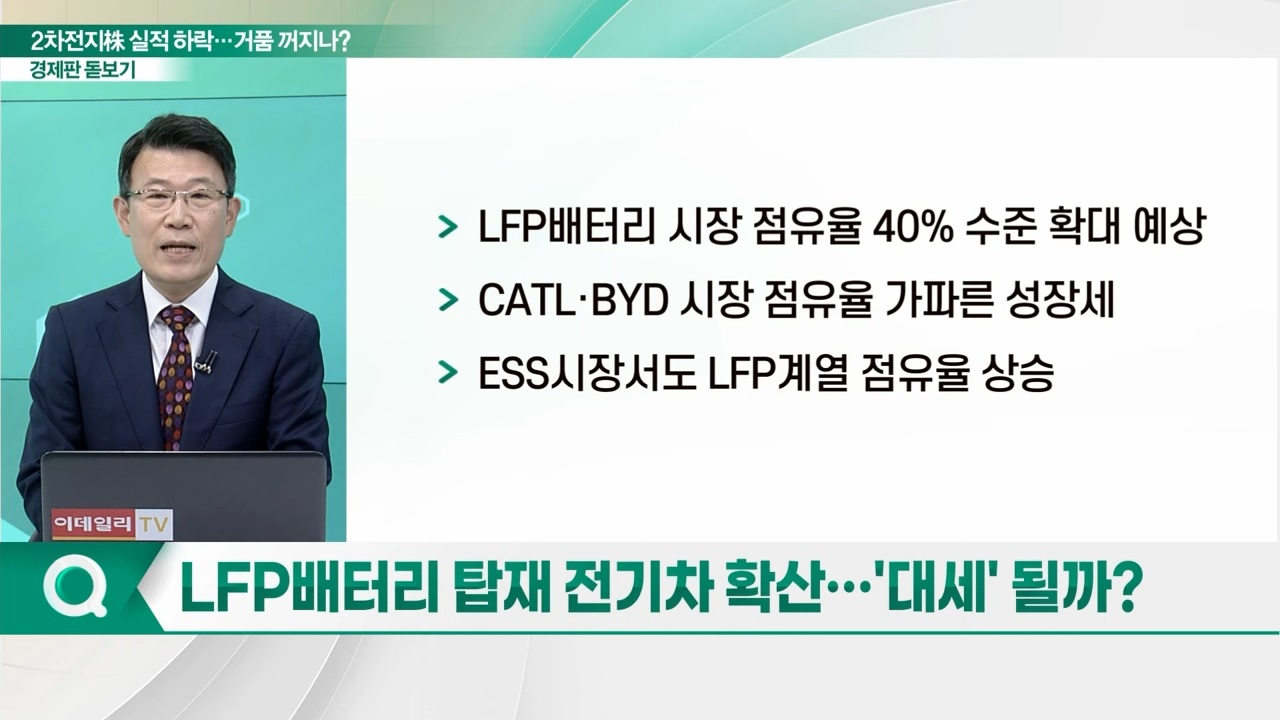 2차전지株 실적 하락…거품 꺼지나?
경제판 돋보기
> LFP배터리 시장 점유율 40% 수준 확대 예상
> CATL·BYD 시장 점유율 가파른 성장세
> ESS시장서도 LFP계열 점유율 상승
이데일리TV
LFP배터리 탑재 전기차 확산…'대세' 될까?